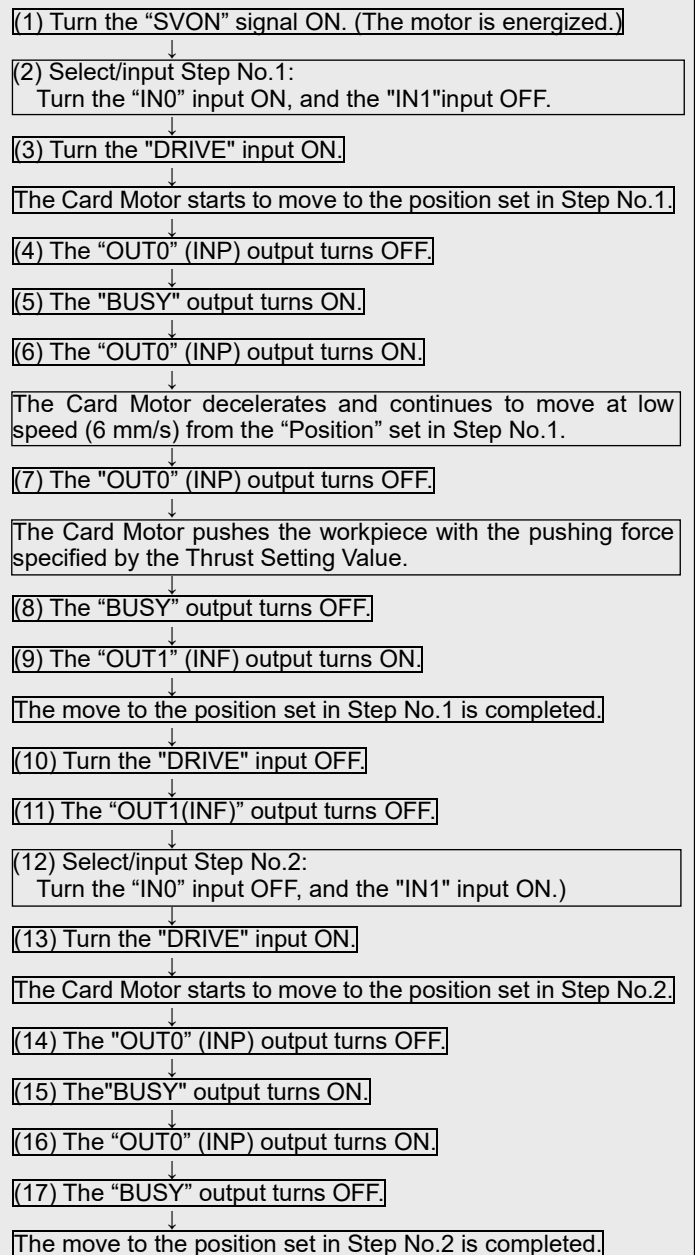 (1) Turn the “SVON” signal ON. (The motor is energized.)
↓
(2) Select/input Step No.1:
Turn the “IN0” input ON, and the "IN1"input OFF.
↓
(3) Turn the "DRIVE" input ON.
↓
The Card Motor starts to move to the position set in Step No.1.
↓
(4) The “OUT0” (INP) output turns OFF.
↓
(5) The "BUSY" output turns ON.
↓
(6) The “OUT0” (INP) output turns ON.
↓
The Card Motor decelerates and continues to move at low
speed (6 mm/s) from the “Position” set in Step No.1.
↓
(7) The "OUT0” (INP) output turns OFF.
↓
The Card Motor pushes the workpiece with the pushing force
specified by the Thrust Setting Value.
↓
(8) The “BUSY” output turns OFF.
↓
(9) The “OUT1” (INF) output turns ON.
↓
The move to the position set in Step No.1 is completed.
↓
(10) Turn the "DRIVE" input OFF.
↓
(11) The “OUT1(INF)” output turns OFF.
↓
(12) Select/input Step No.2:
Turn the “IN0” input OFF, and the "IN1" input ON.)
↓
(13) Turn the "DRIVE" input ON.
↓
The Card Motor starts to move to the position set in Step No.2.
↓
(14) The "OUT0” (INP) output turns OFF.
↓
(15) The"BUSY" output turns ON.
↓
(16) The “OUT0” (INP) output turns ON.
↓
(17) The “BUSY” output turns OFF.
↓
The move to the position set in Step No.2 is completed.